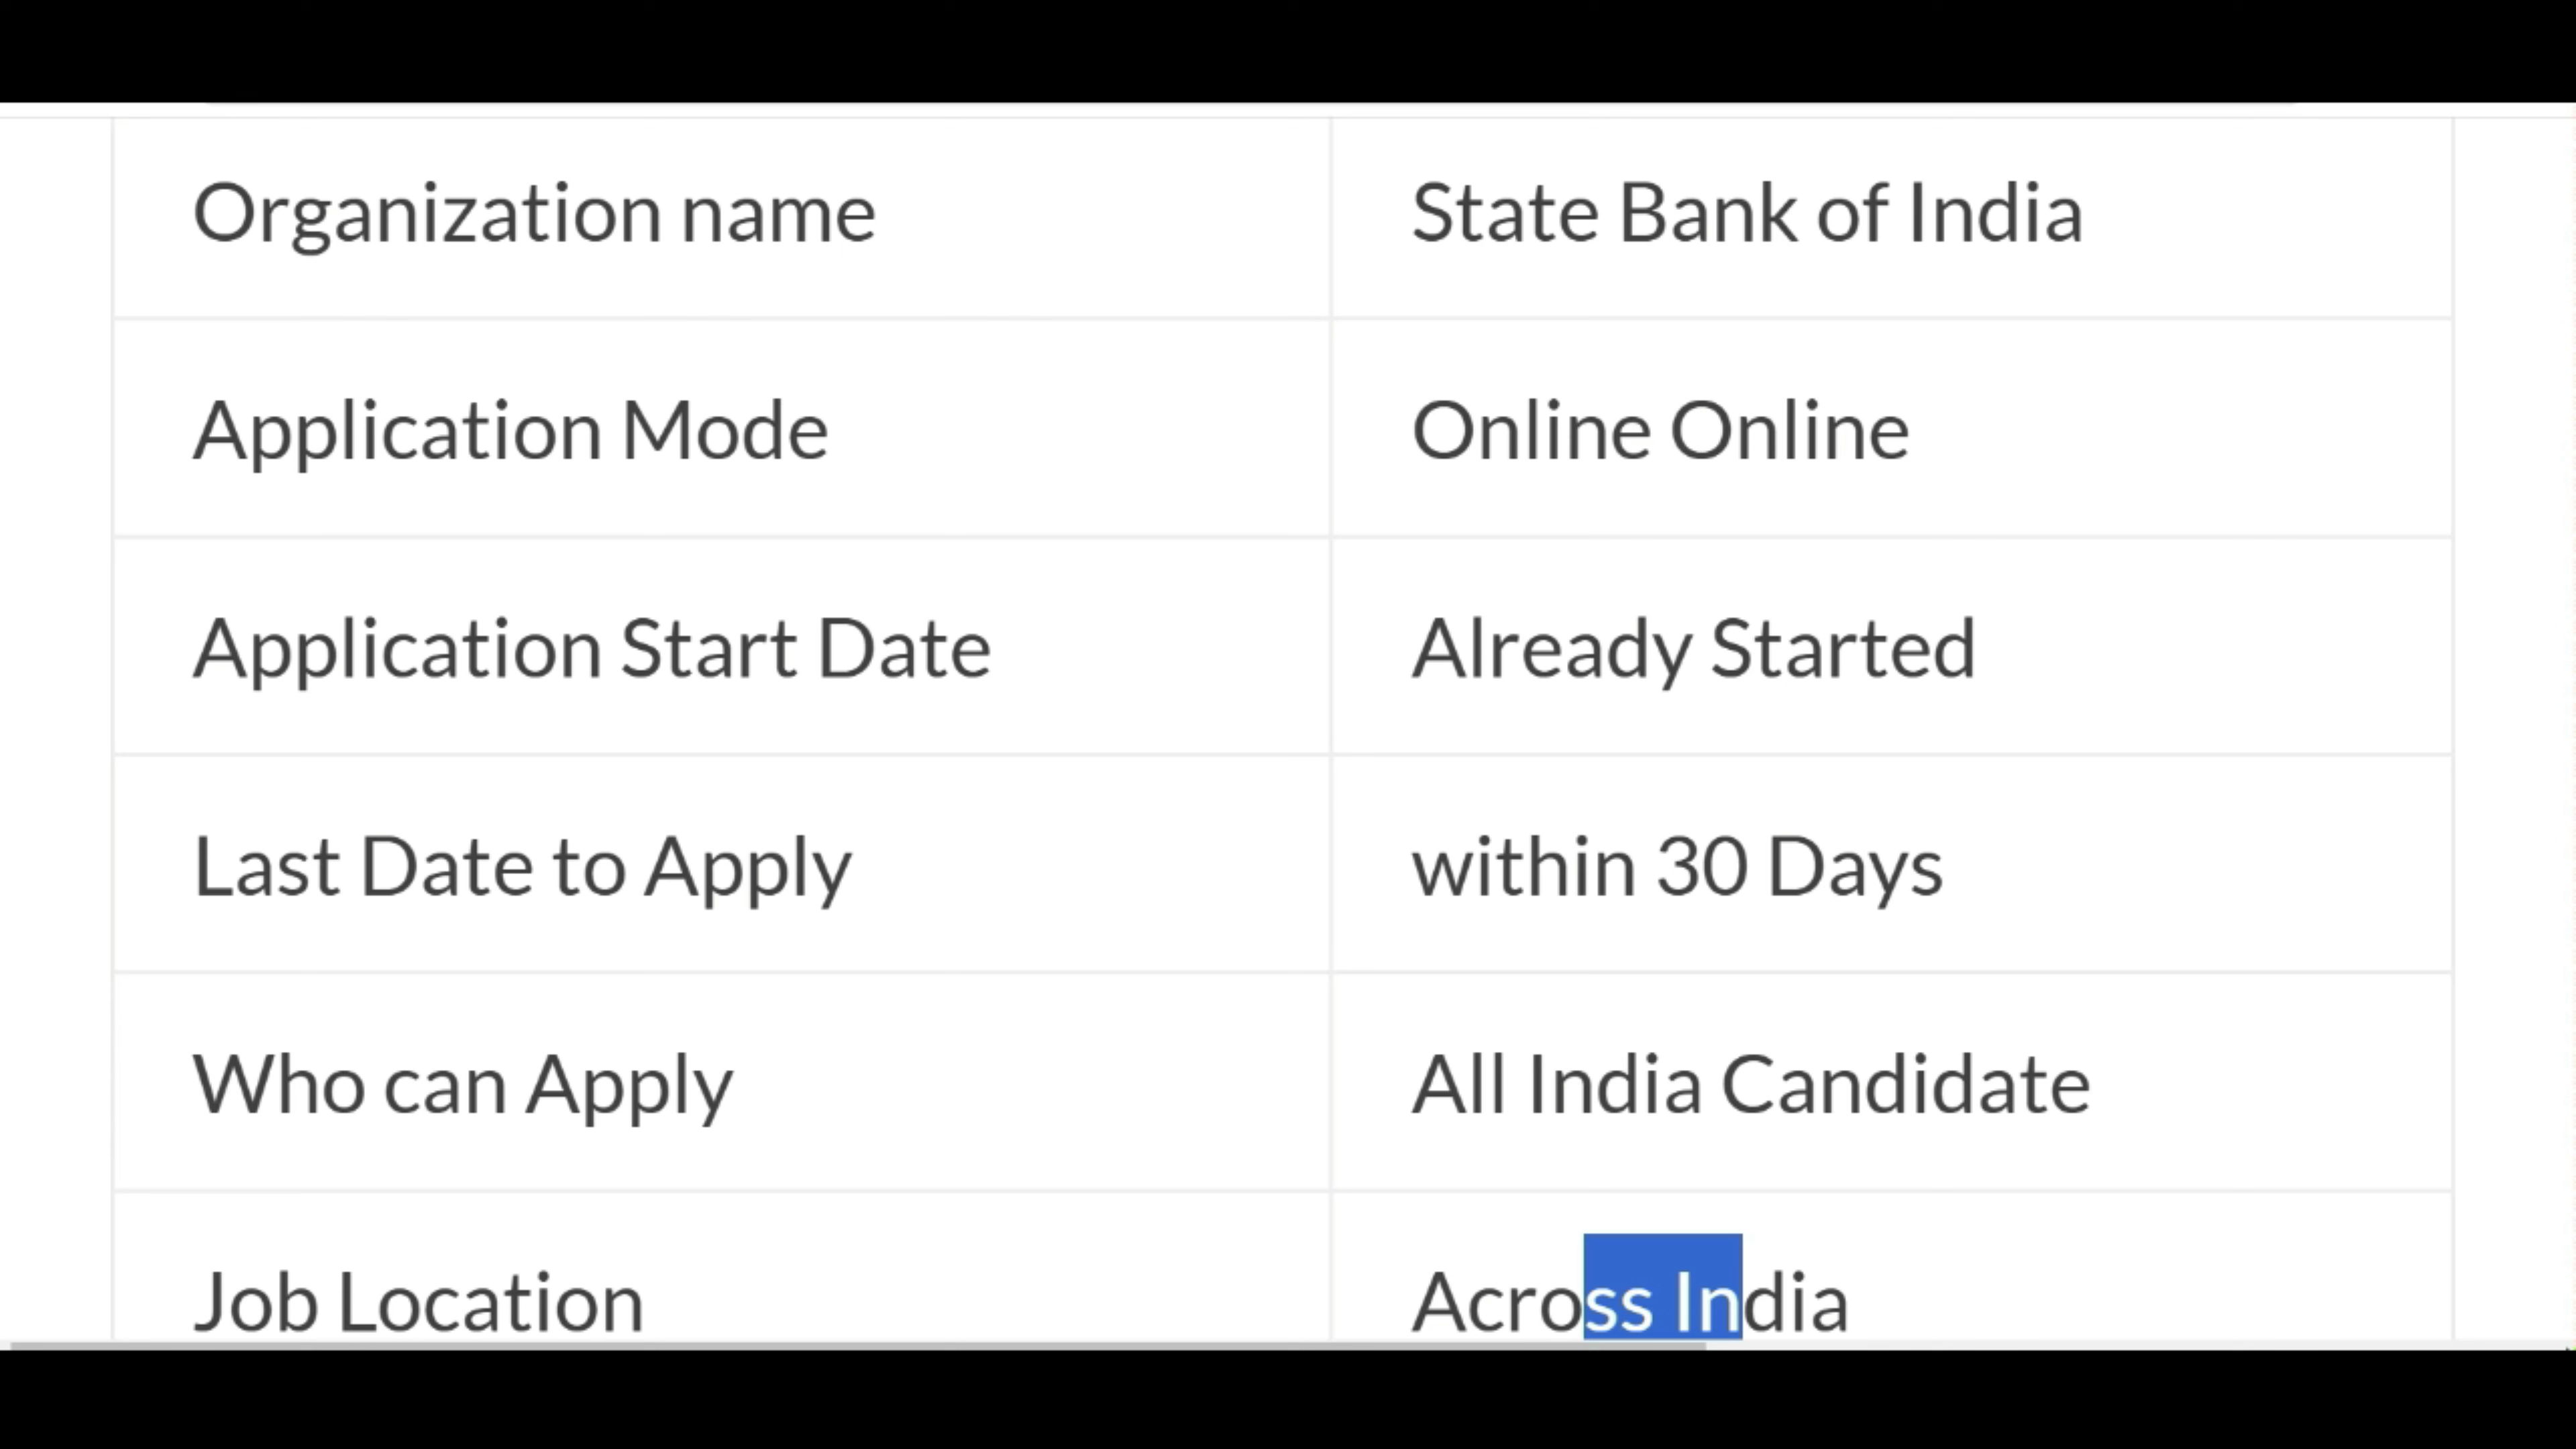 Organization name State Bank of India
Application Mode Online Online
Application Start Date Already Started
Last Date to Apply within 30 Days
Who can Apply All India Candidate
Job Location Across India